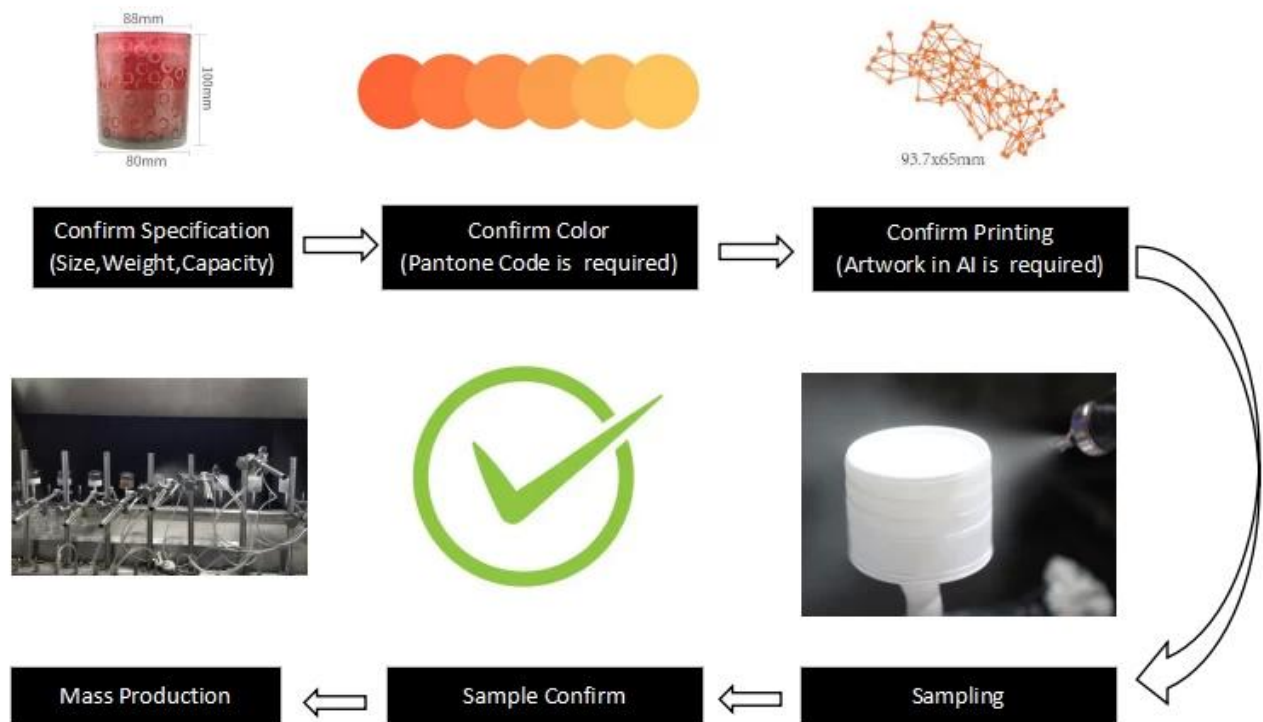 88mm
100mm
80mm
93.7x65mm
Confirm Specification
(Size,Weight,Capacity)
Confirm Color
(Pantone Code is required)
Confirm Printing
(Artwork in AI is required)
Mass Production
Sample Confirm
Sampling